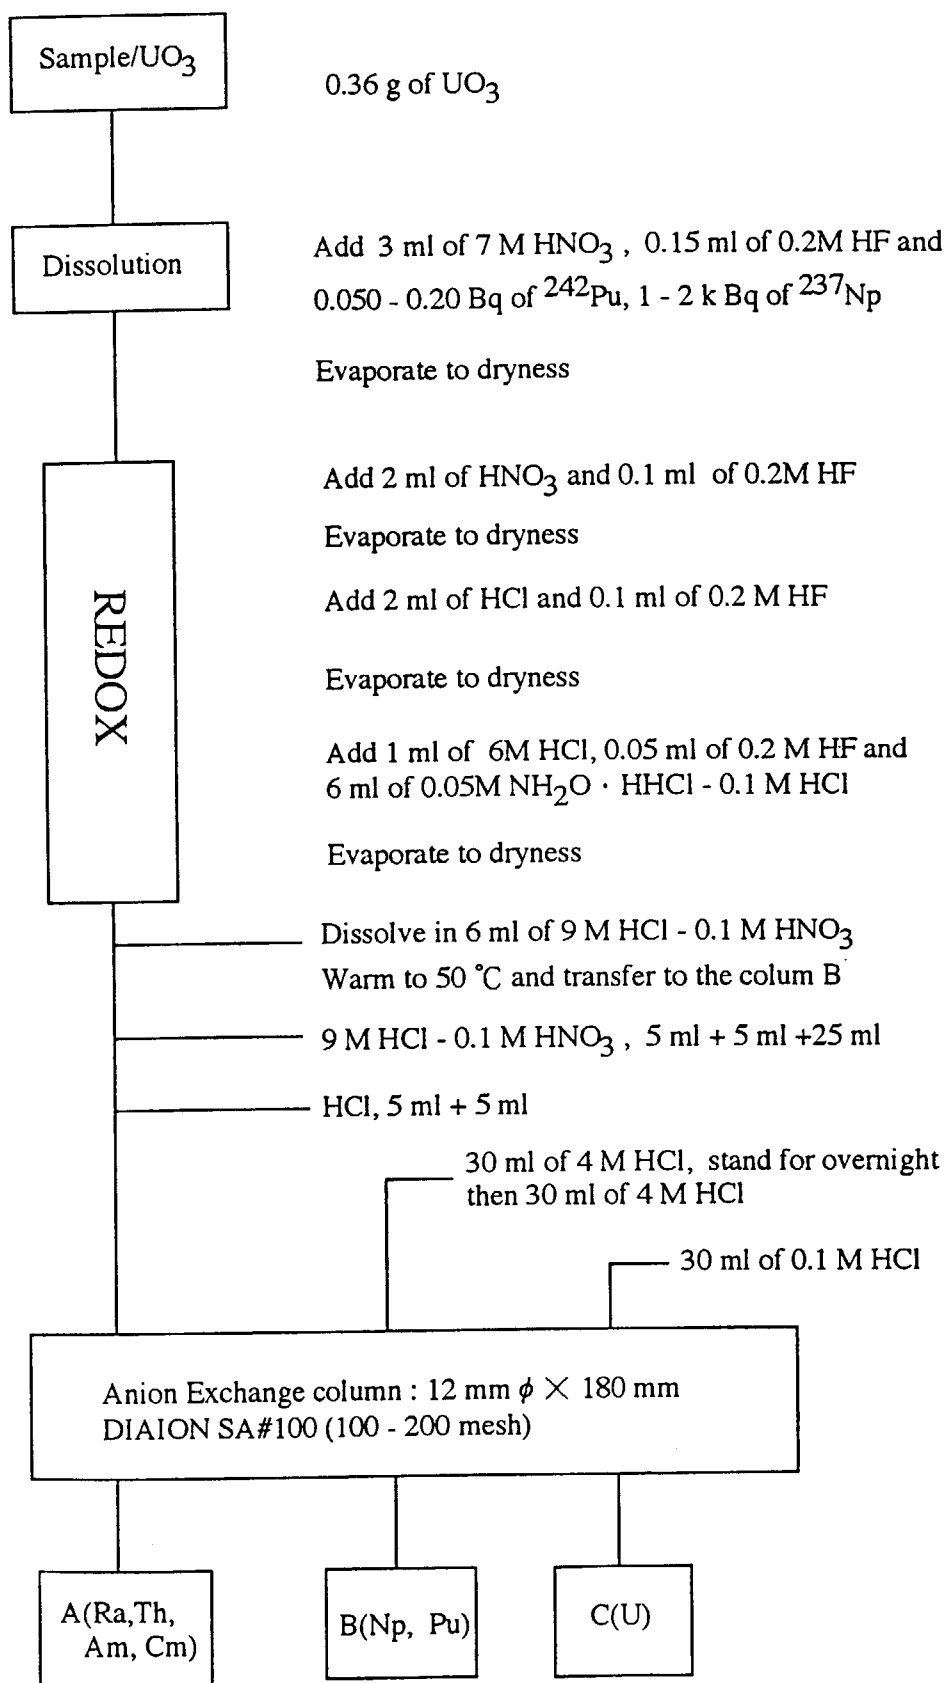 Sample/UO3
0.36 g of UO3
Dissolution
Add 3 ml of 7 M HNO3 , 0.15 ml of 0.2M HF and
0.050 - 0.20 Bq of 242Pu, 1 - 2 k Bq of 237Np
Evaporate to dryness
REDOX
Add 2 ml of HNO3 and 0.1 ml of 0.2M HF
Evaporate to dryness
Add 2 ml of HCl and 0.1 ml of 0.2 M HF
Evaporate to dryness
Add 1 ml of 6M HCl, 0.05 ml of 0.2 M HF and
6 ml of 0.05M NH2O · HHCl - 0.1 M HCl
Evaporate to dryness
Dissolve in 6 ml of 9 M HCl - 0.1 M HNO3
Warm to 50 °C and transfer to the colum B
9 M HCl - 0.1 M HNO3 , 5 ml + 5 ml +25 ml
HCl, 5 ml + 5 ml
30 ml of 4 M HCl, stand for overnight
then 30 ml of 4 M HCl
30 ml of 0.1 M HCl
Anion Exchange column : 12 mm ϕ × 180 mm
DIAION SA#100 (100 - 200 mesh)
A(Ra,Th,
Am, Cm)
B(Np, Pu)
C(U)